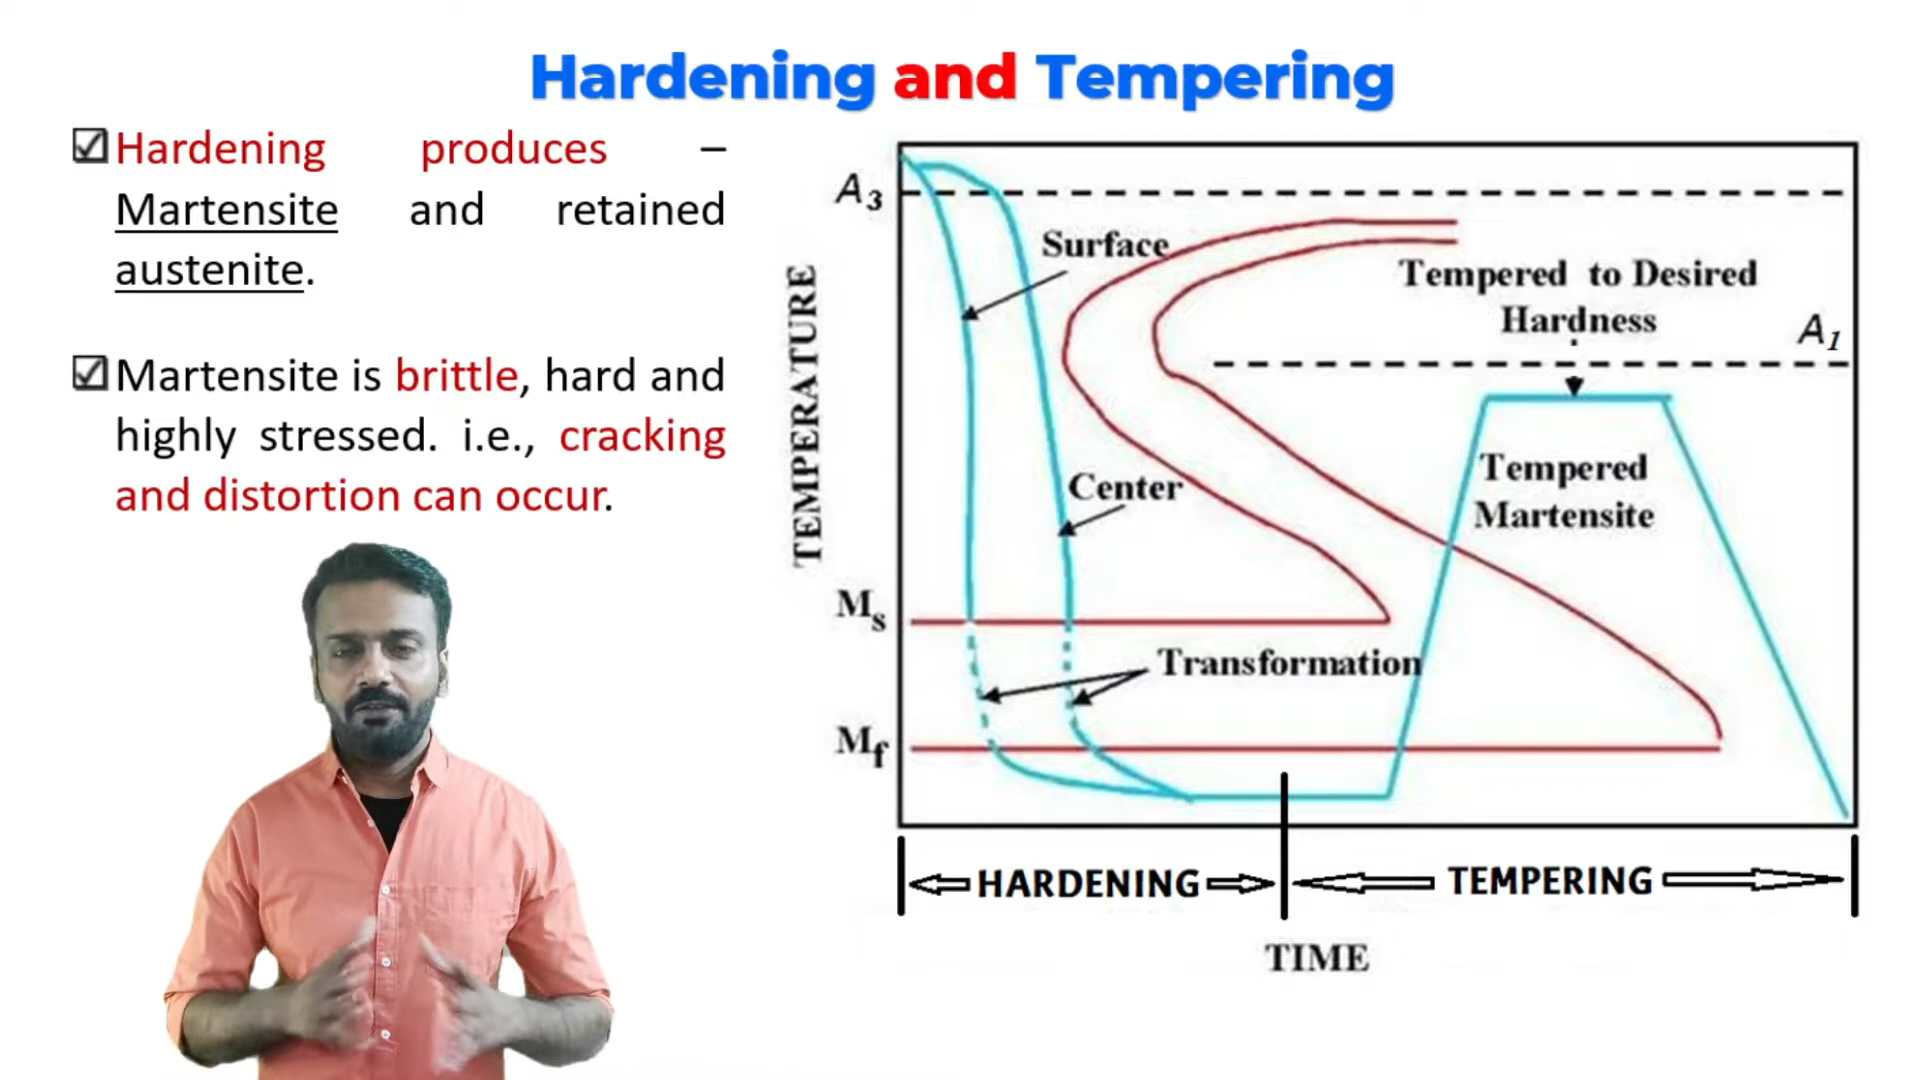 Hardening and Tempering
Hardening produces –
Martensite and retained
austenite.
Martensite is brittle, hard and
highly stressed. i.e., cracking
and distortion can occur.
TEMPERATURE
A3
Surface
Tempered to Desired
Hardness
A1
Center
Tempered
Martensite
Ms
Transformation
Mf
HARDENING
TEMPERING
TIME